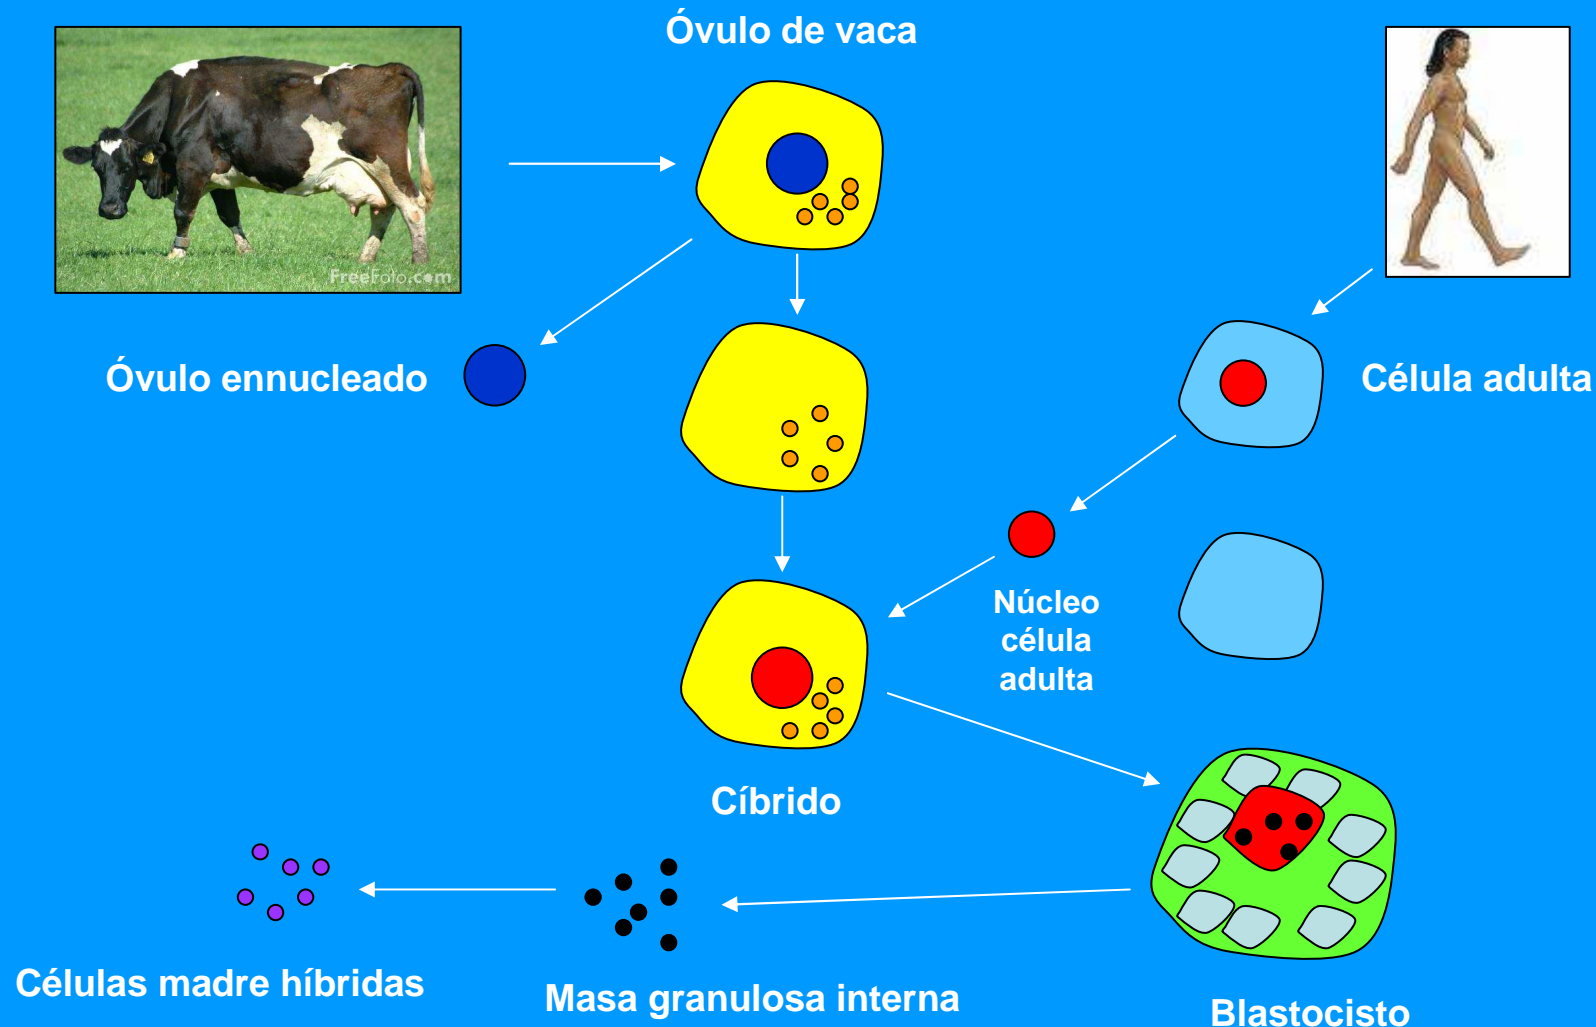 Óvulo de vaca
FreeFoto.com
Óvulo ennucleado
Célula adulta
Núcleo
célula
adulta
Cíbrido
Células madre híbridas
Masa granulosa interna
Blastocisto